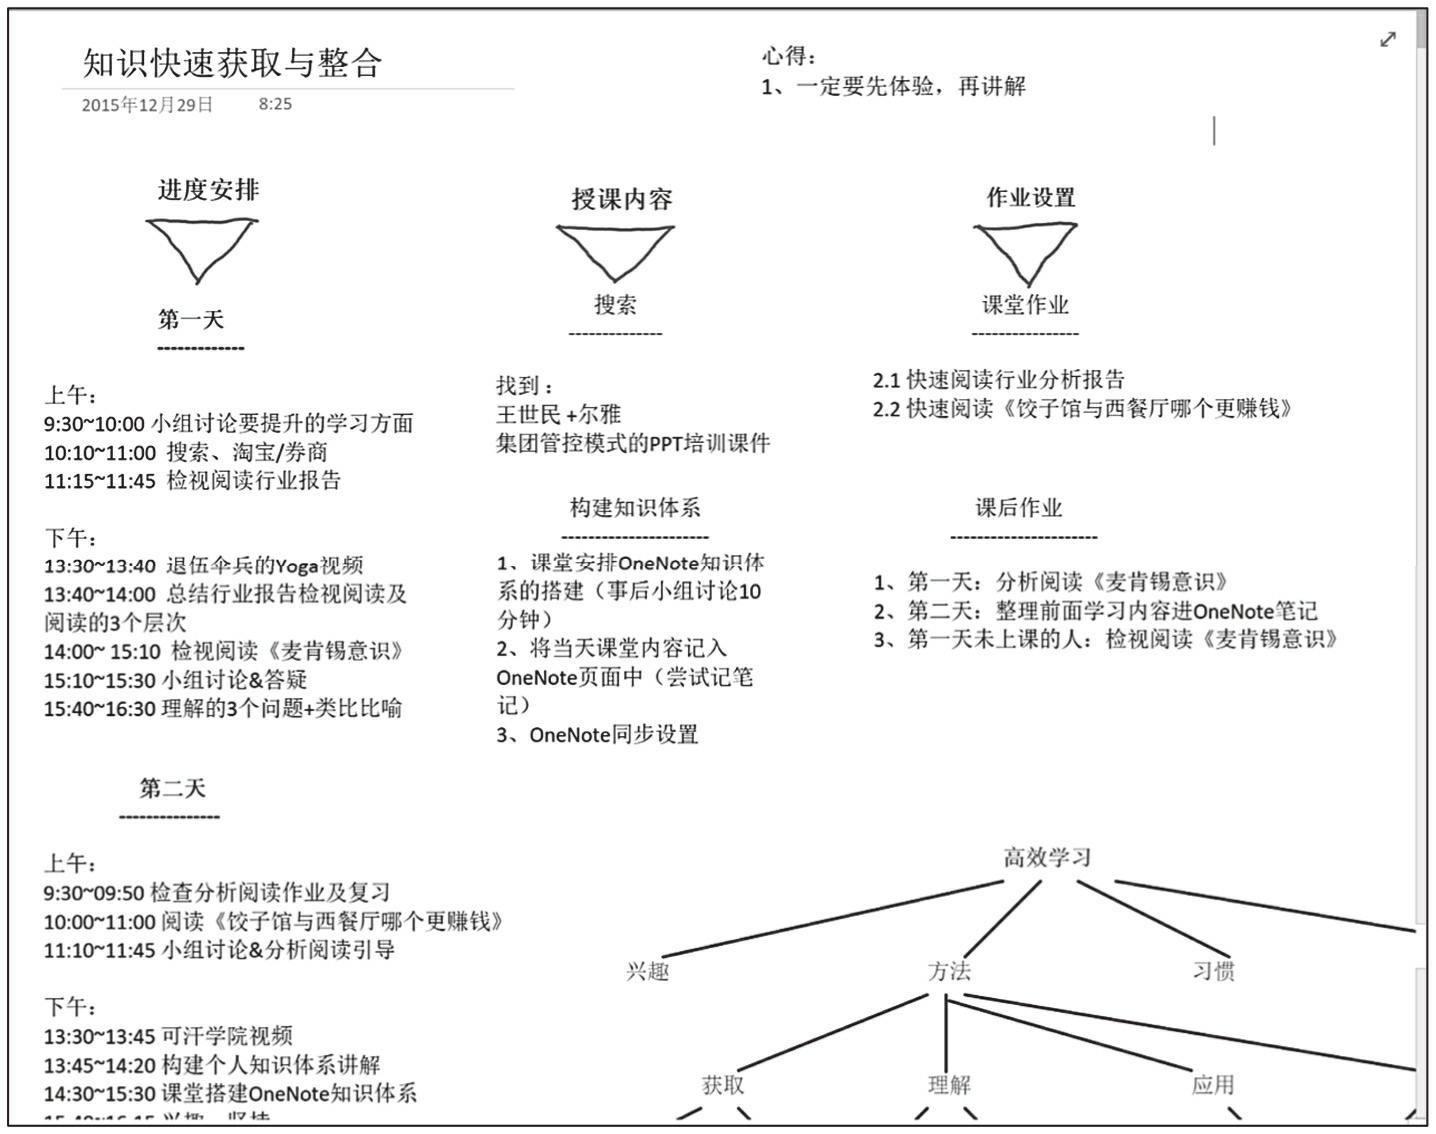 知识快速获取与整合
2015年12月29日 8:25
心得：
1、一定要先体验，再讲解
进度安排
第一天
-------------
上午：
9:30~10:00 小组讨论要提升的学习方面
10:10~11:00 搜索、淘宝/券商
11:15~11:45 检视阅读行业报告
下午：
13:30~13:40 退伍伞兵的Yoga视频
13:40~14:00 总结行业报告检视阅读及
阅读的3个层次
14:00~ 15:10 检视阅读《麦肯锡意识》
15:10~15:30 小组讨论&答疑
15:40~16:30 理解的3个问题+类比比喻
第二天
---------------
上午：
9:30~09:50 检查分析阅读作业及复习
10:00~11:00 阅读《饺子馆与西餐厅哪个更赚钱》
11:10~11:45 小组讨论&分析阅读引导
下午：
13:30~13:45 可汗学院视频
13:45~14:20 构建个人知识体系讲解
14:30~15:30 课堂搭建OneNote知识体系
授课内容
搜索
--------------
找到：
王世民 +尔雅
集团管控模式的PPT培训课件
构建知识体系
----------------------
1、课堂安排OneNote知识体
系的搭建（事后小组讨论10
分钟）
2、将当天课堂内容记入
OneNote页面中（尝试记笔
记）
3、OneNote同步设置
作业设置
课堂作业
----------------
2.1 快速阅读行业分析报告
2.2 快速阅读《饺子馆与西餐厅哪个更赚钱》
课后作业
----------------------
1、第一天：分析阅读《麦肯锡意识》
2、第二天：整理前面学习内容进OneNote笔记
3、第一天未上课的人：检视阅读《麦肯锡意识》
高效学习
兴趣 方法 习惯
获取 理解 应用